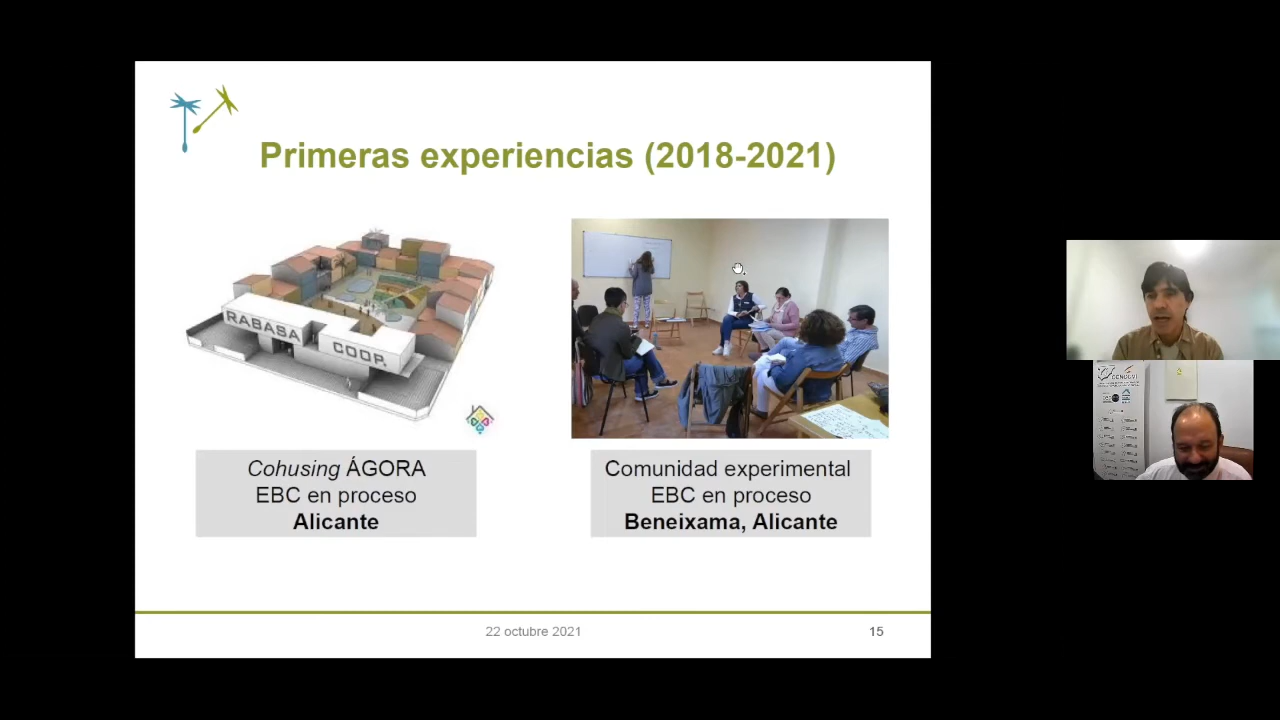 Primeras experiencias (2018-2021)
RABASA
COOP.
Cohusing ÁGORA
EBC en proceso
Alicante
Comunidad experimental
EBC en proceso
Beneixama, Alicante
22 octubre 2021
15